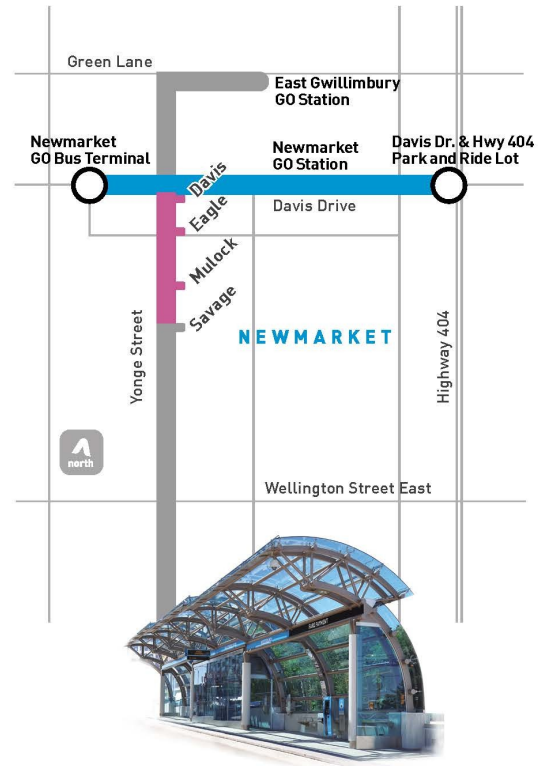 Green Lane
East Gwillimbury
GO Station
Newmarket
GO Bus Terminal
Newmarket
GO Station
Davis Dr. & Hwy 404
Park and Ride Lot
Davis
Davis Drive
Eagle
Mulock
Savage
NEWMARKET
Yonge Street
Highway 404
north
Wellington Street East